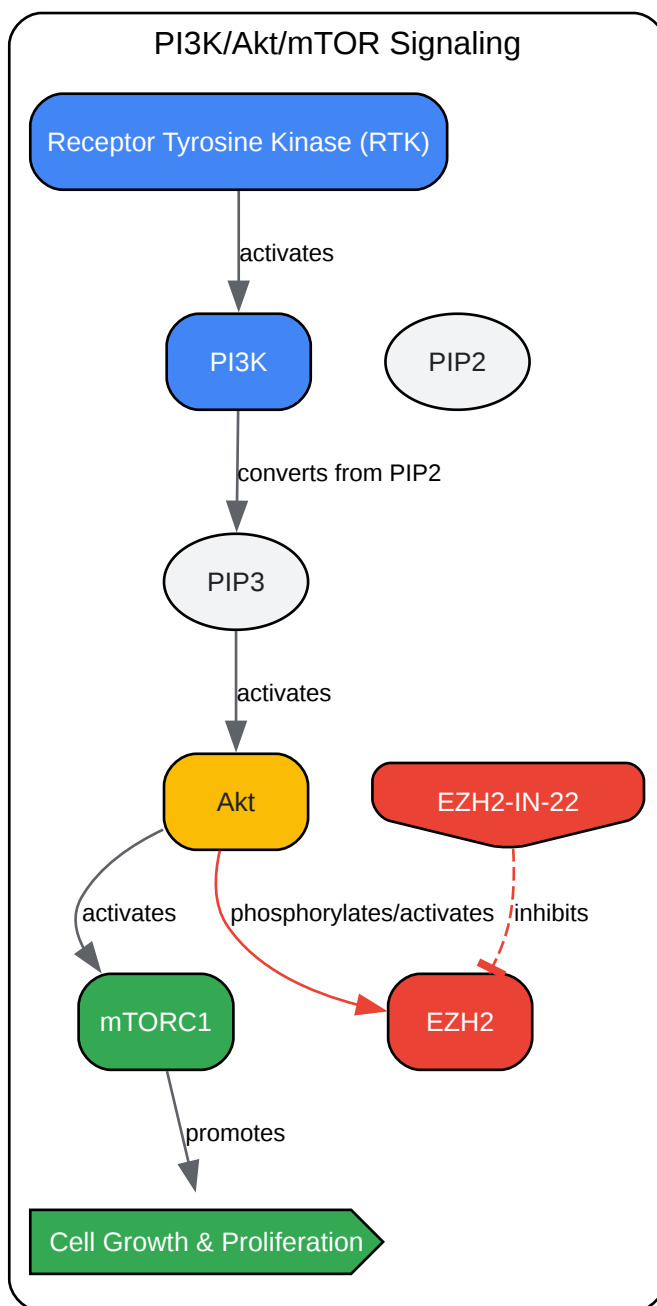 PI3K/Akt/mTOR Signaling
Receptor Tyrosine Kinase (RTK)
activates
PI3K
PIP2
converts from PIP2
PIP3
activates
Akt
EZH2-IN-22
activates
phosphorylates/activates
inhibits
mTORC1
EZH2
promotes
Cell Growth & Proliferation